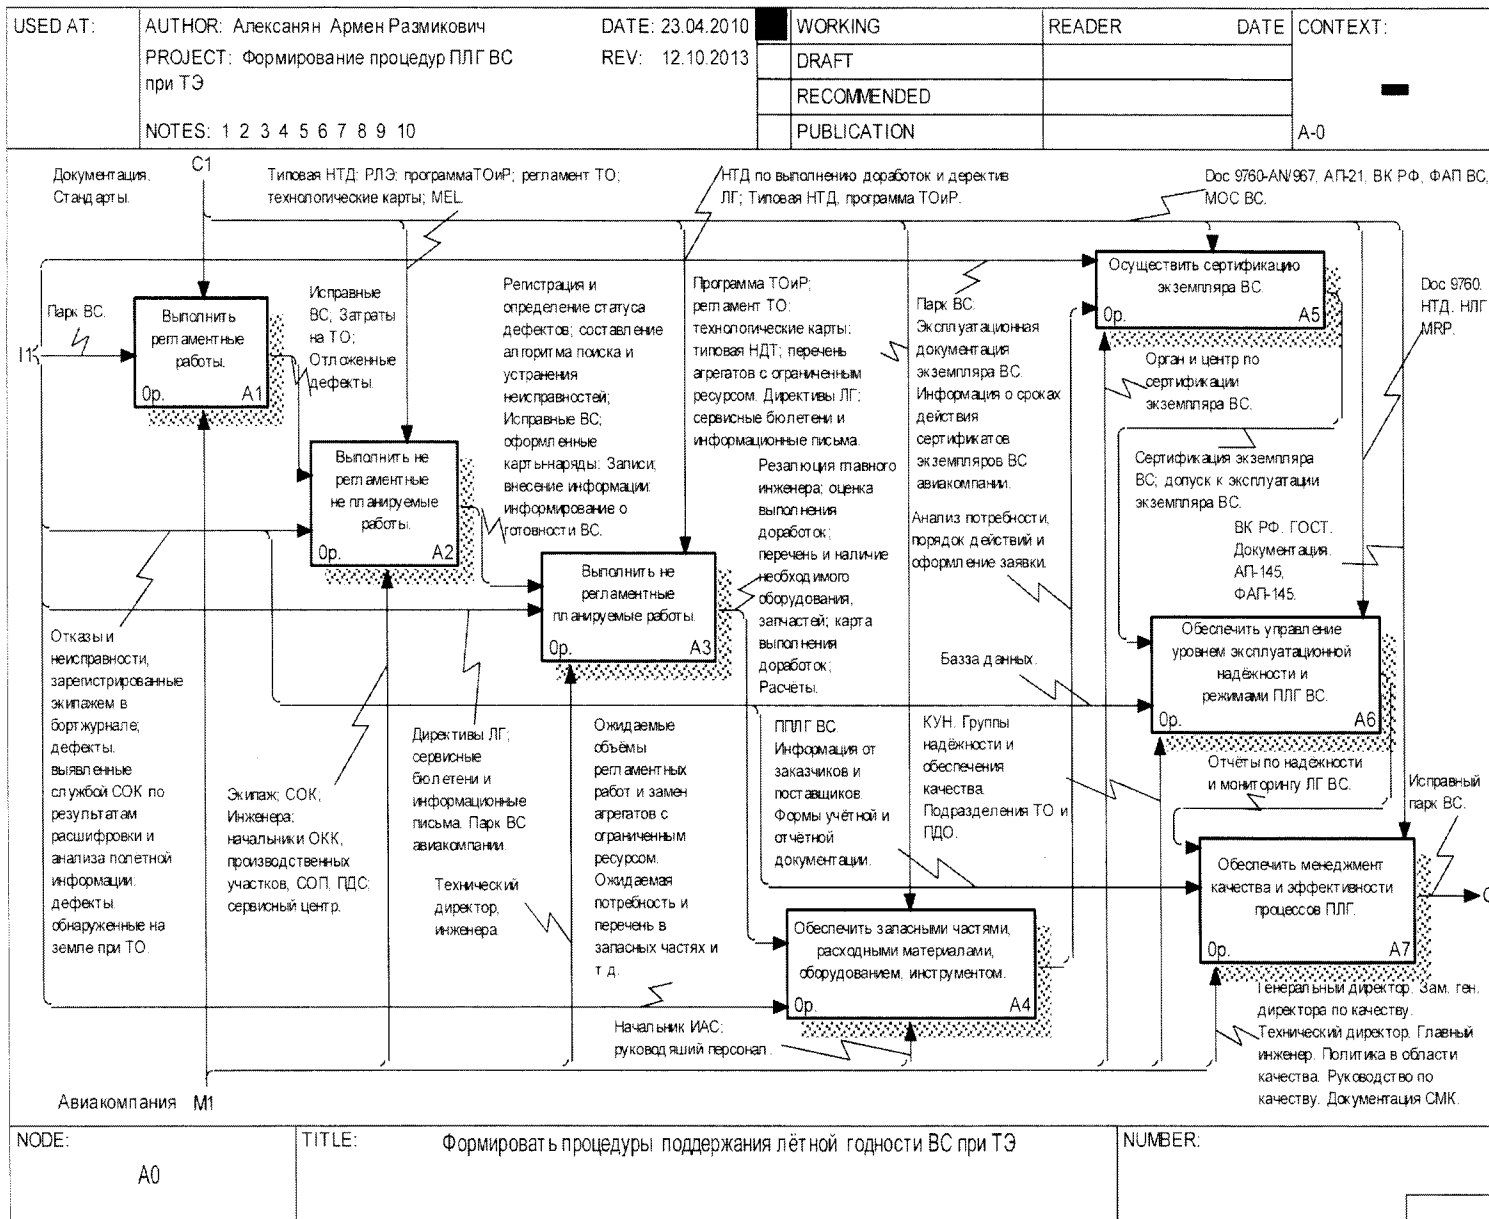 USED AT:
AUTHOR: Алексанян Армен Размикович
DATE: 23.04.2010
PROJECT: Формирование процедур ПЛГ ВС
при ТЭ
REV: 12.10.2013
NOTES: 1 2 3 4 5 6 7 8 9 10
WORKING
DRAFT
RECOMMENDED
PUBLICATION
READER
DATE
CONTEXT:
A-0
C1
Документация,
Стандарты.
Типовая НТД: РЛЭ: программаТОиР; регламент ТО;
технологические карты; MEL.
НТД по выполнению доработок и деректив
ЛГ; Типовая НТД, программа ТОиР.
Doc 9760-AN/967, АП-21, ВК РФ, ФАП ВС,
МОС ВС.
Парк ВС.
I1
Выполнить
регламентные
работы.
0р.
A1
Исправные
ВС; Затраты
на ТО;
Отложенные
дефекты.
Регистрация и
определение статуса
дефектов; составление
алгоритма поиска и
устранения
неисправностей;
Исправные ВС;
оформленные
карты-наряды: Записи;
внесение информации:
информирование о
готовности ВС.
Программа ТОиР;
регламент ТО:
технологические карты:
типовая НДТ; перечень
агрегатов с ограниченным
ресурсом. Директивы ЛГ:
сервисные бюлетени и
информационные письма.
Парк ВС.
Эксплуатационная
документация
экземпляра ВС.
Информация о сроках
действия
сертификатов
экземпляров ВС
авиакомпании.
Осуществить сертификацию
экземпляра ВС.
0р.
A5
Doc 9760.
НТД. НЛГ
MRP.
Орган и центр по
сертификации
экземпляра ВС.
Выполнить не
регламентные
не планируемые
работы.
0р.
A2
Резалюция главного
инженера; оценка
выполнения
доработок;
перечень и наличие
необходимого
оборудования,
запчастей; карта
выполнения
доработок;
Расчёты.
Анализ потребности,
порядок действий и
оформление заявки.
Сертификация экземпляра
ВС; допуск к эксплуатации
экземпляра ВС.
ВК РФ. ГОСТ.
Документация.
АП-145,
ФАП-145.
Выполнить не
регламентные
планируемые работы.
0р.
A3
Обеспечить управление
уровнем эксплуатационной
надёжности и
режимами ПЛГ ВС.
0р.
A6
Отказы и
неисправности,
зарегистрированные
экипажем в
бортжурнале;
дефекты.
выявленные
службой СОК по
результатам
расшифровки и
анализа полётной
информации:
дефекты
обнаруженные на
земле при ТО.
Базза данных.
Экипаж; СОК;
Инженера;
начальники ОКК,
производственных
участков, СОП, ПДС;
сервисный центр.
Директивы ЛГ;
сервисные
бюлетени и
информационные
письма. Парк ВС
авиакомпании.
Ожидаемые
объёмы
регламентных
работ и замен
агрегатов с
ограниченным
ресурсом.
Ожидаемая
потребность и
перечень в
запасных частях и
т д.
ППЛГ ВС.
Информация от
заказчиков и
поставщиков.
Формы учётной и
отчётной
документации.
КУН. Группы
надёжности и
обеспечения
качества.
Подразделения ТО и
ПДО.
Отчёты по надёжности
и мониторингу ЛГ ВС.
Исправный
парк ВС.
Технический
директор,
инженера
Обеспечить менеджмент
качества и эффективности
процессов ПЛГ.
0р.
A7
Обеспечить запасными частями,
расходными материалами,
оборудованием, инструментом.
0р.
A4
Начальник ИАС:
руководяший персонал.
Генеральный директор. Зам. ген.
директора по качеству.
Технический директор. Главный
инженер. Политика в области
качества. Руководство по
качеству. Документация СМК.
Авиакомпания М1
NODE:
A0
TITLE:
Формировать процедуры поддержания лётной годности ВС при ТЭ
NUMBER: